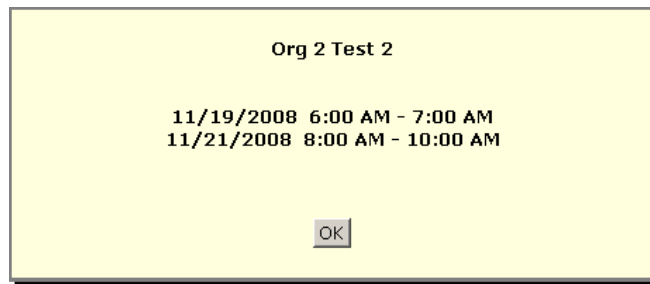 Org 2 Test 2
11/19/2008 6:00 AM - 7:00 AM
11/21/2008 8:00 AM - 10:00 AM
OK